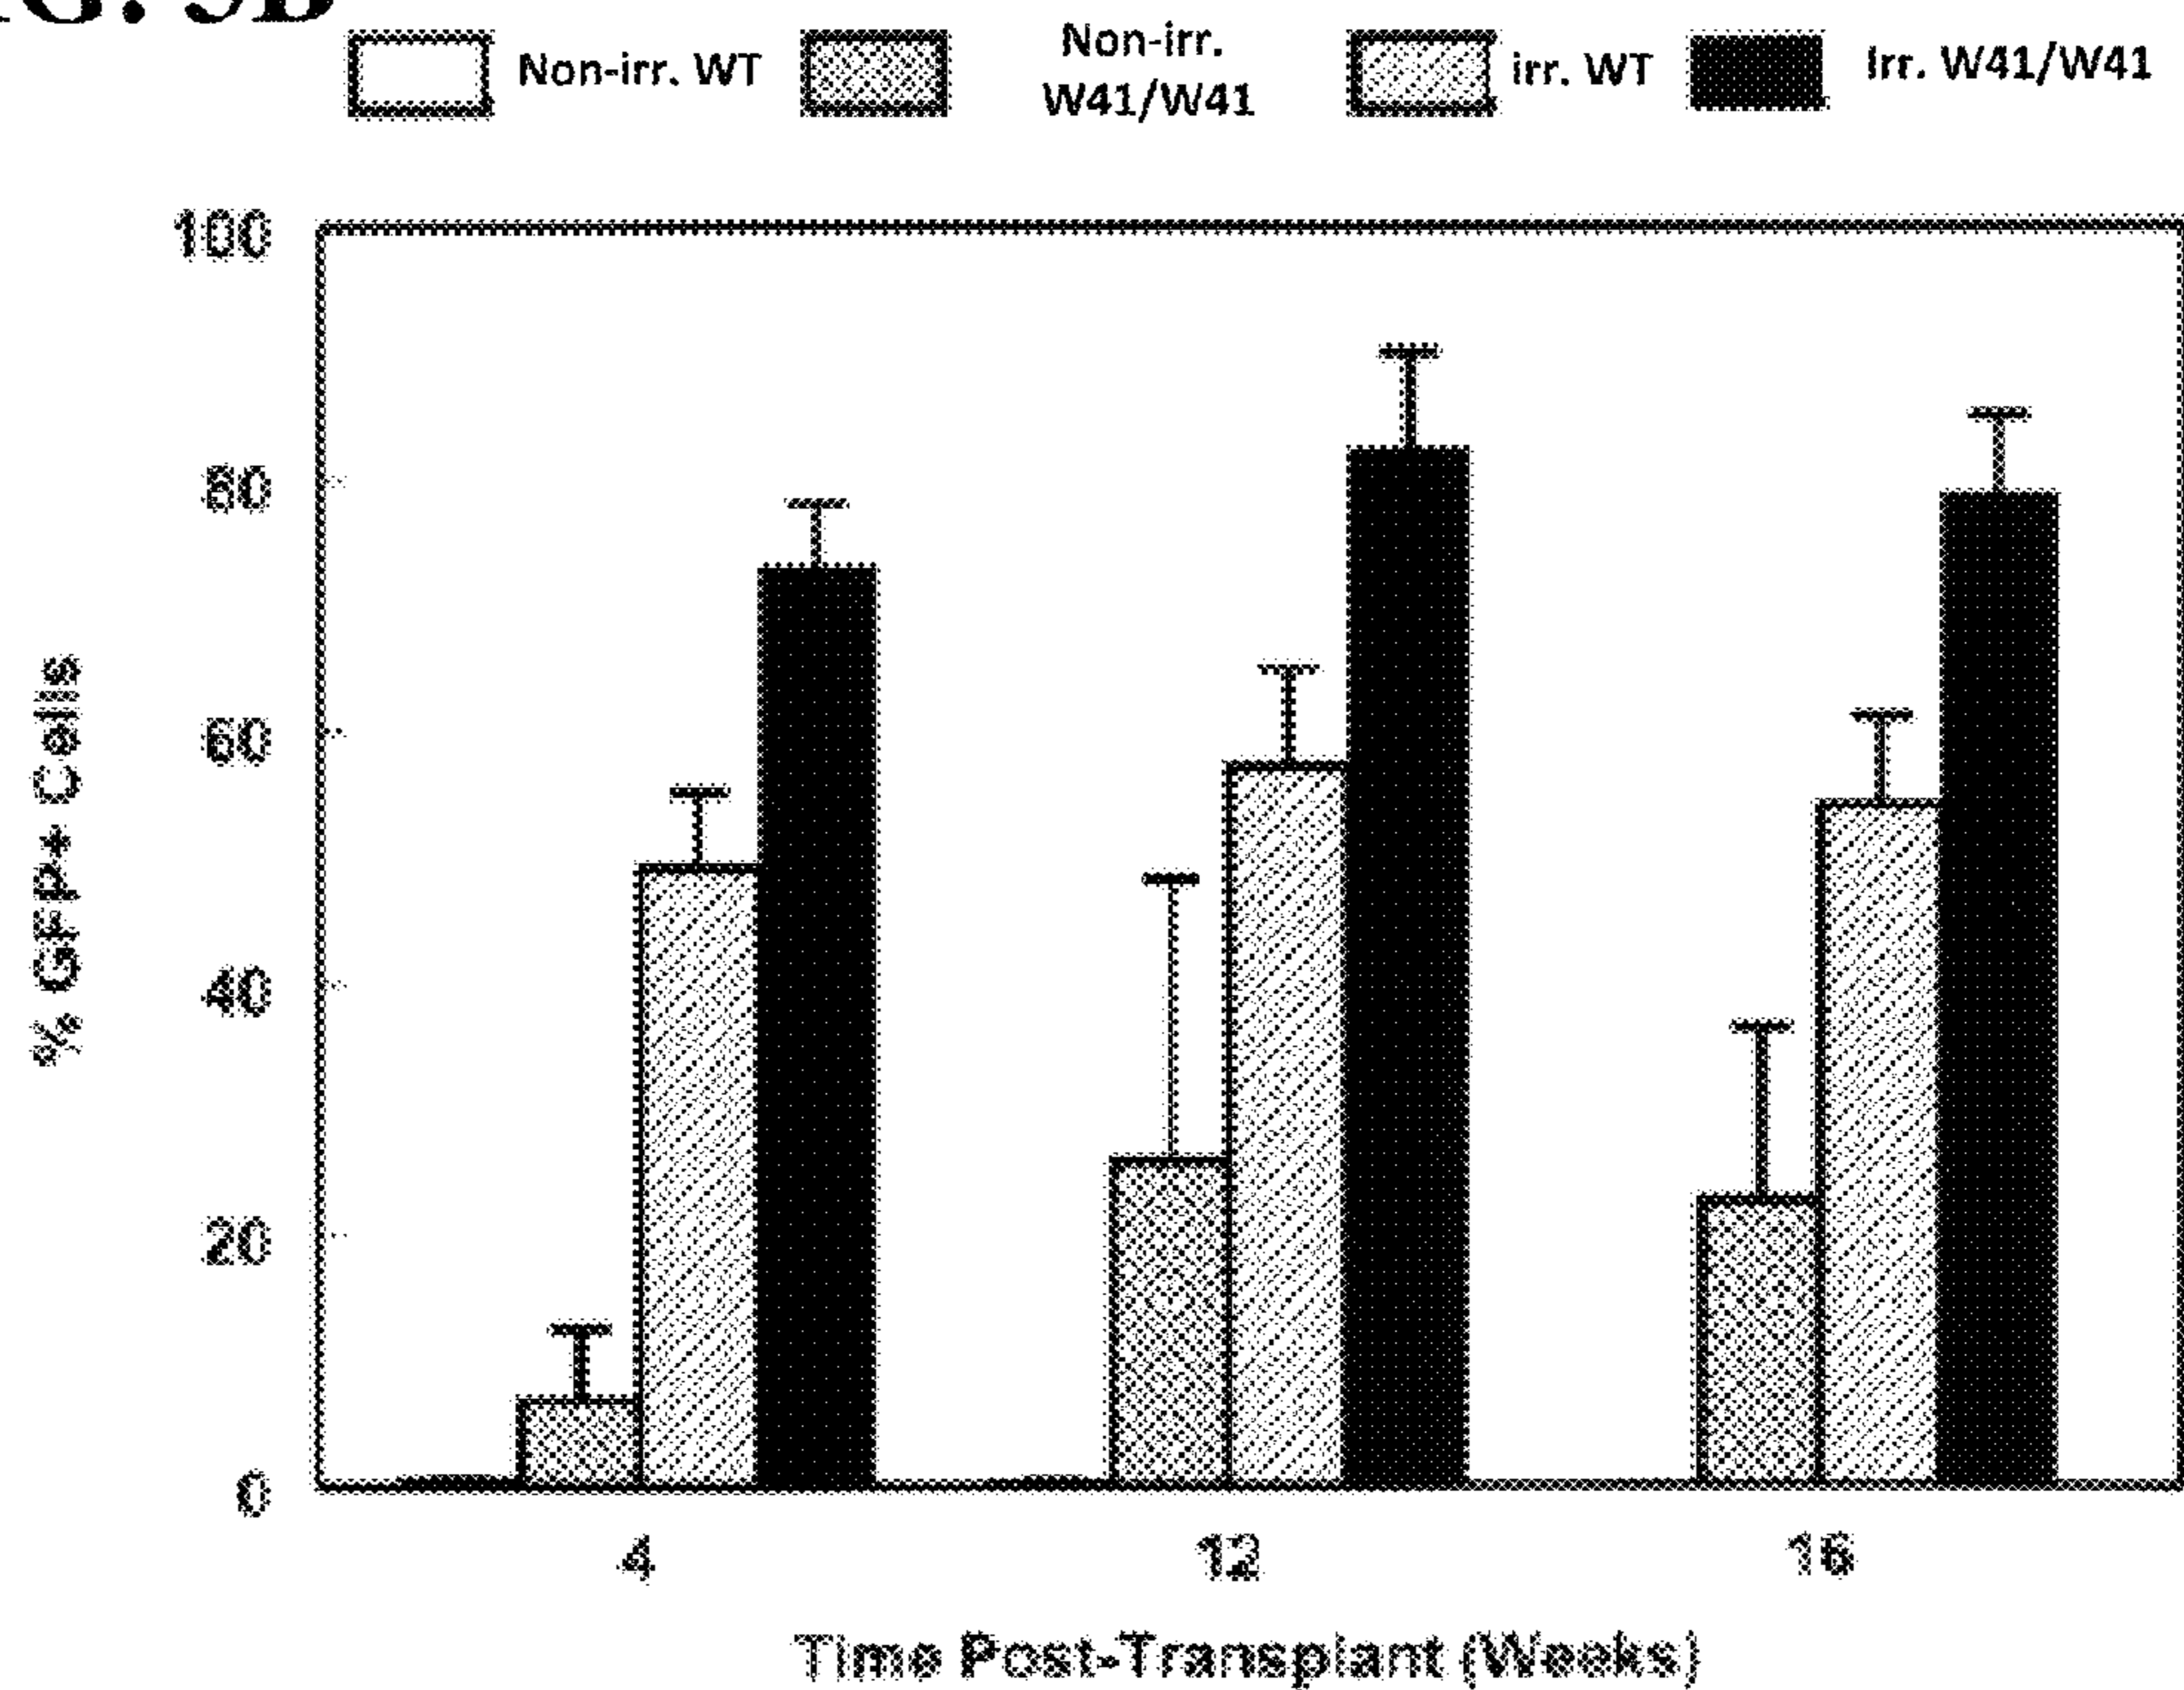 Non-irr. WT
Non-irr.
W41/W41
irr. WT
Irr. W41/W41
100
80
60
40
20
0
% GFP+ Cells
4
12
16
Time Post-Transplant (Weeks)